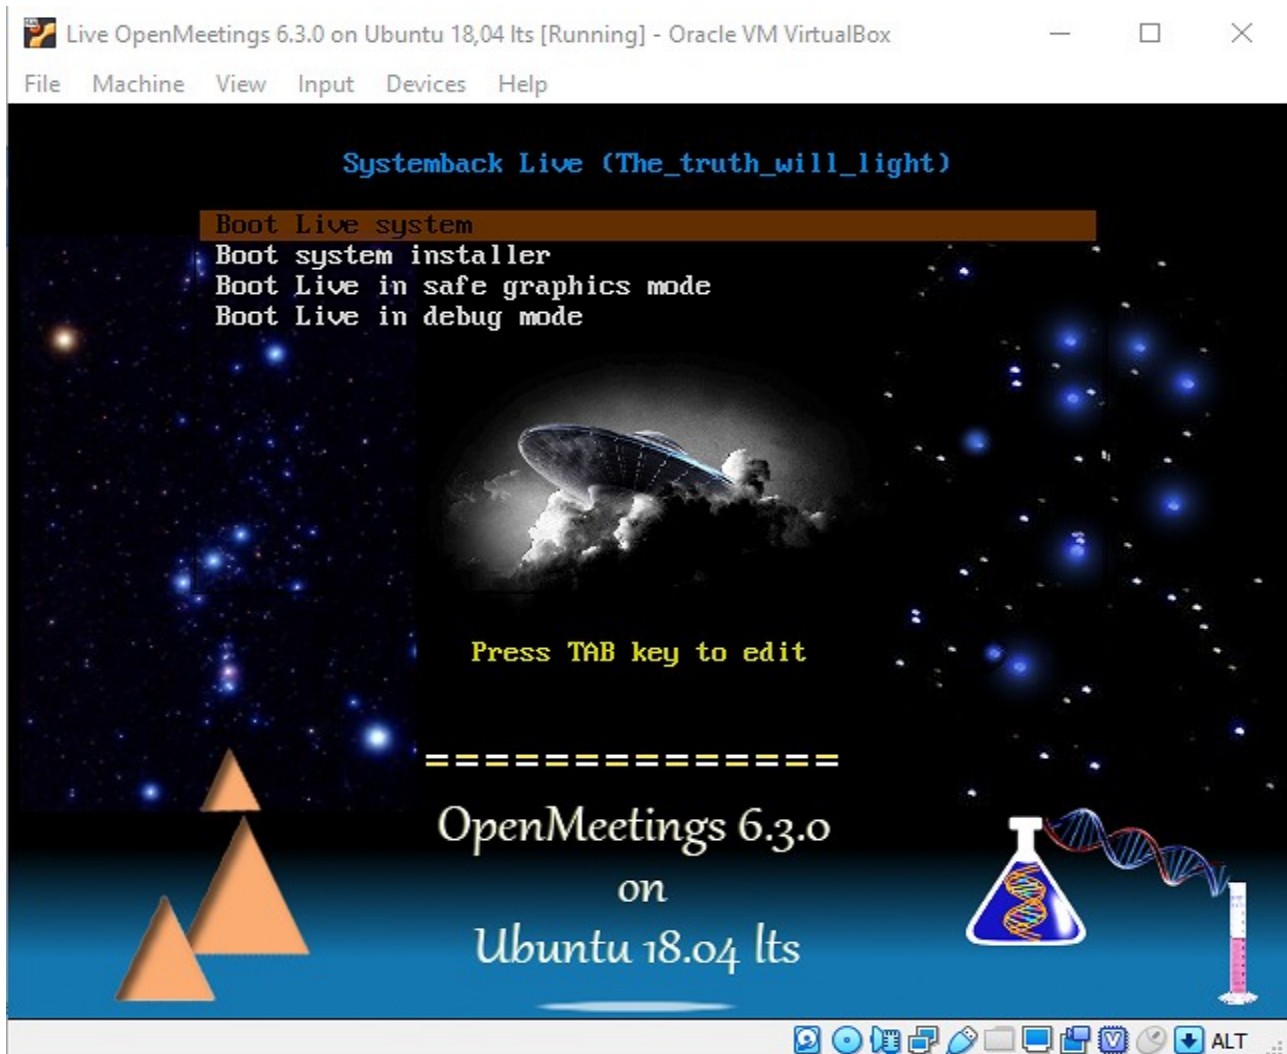 Live OpenMeetings 6.3.0 on Ubuntu 18,04 lts [Running] - Oracle VM VirtualBox
File Machine View Input Devices Help
Systemback Live (The_truth_will_light)
Boot Live system
Boot system installer
Boot Live in safe graphics mode
Boot Live in debug mode
Press TAB key to edit
==============
OpenMeetings 6.3.0
on
Ubuntu 18.04 lts
ALT